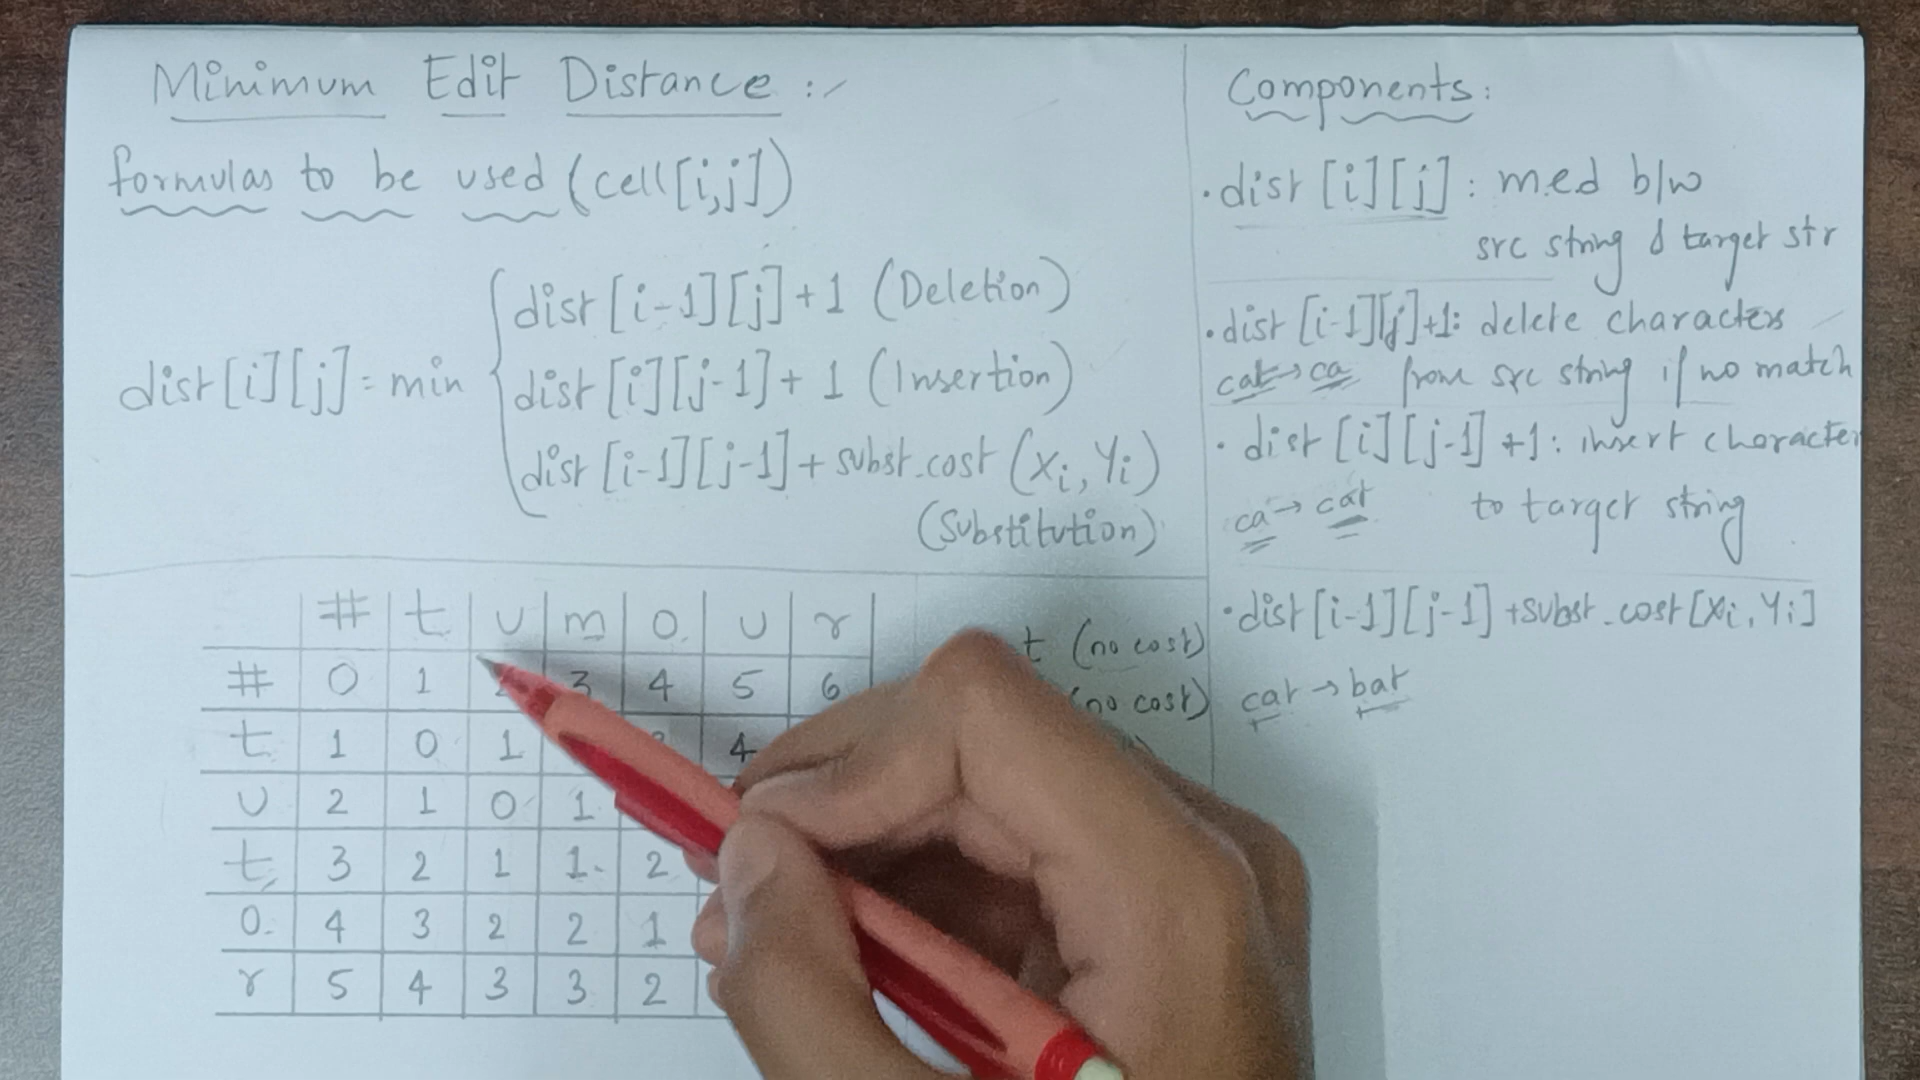 Minimum Edit Distance :-
formulas to be used (cell[i,j])
dist[i][j] = min
dist[i-1][j] + 1 (Deletion)
dist[i][j-1] + 1 (Insertion)
dist[i-1][j-1] + subst.cost (Xi, Yi)
(Substitution)
# t u m o. u r
# 0 1 3 4 5 6
t 1 0 1 4
u 2 1 0 1
t 3 2 1 1. 2
o. 4 3 2 2 1
r 5 4 3 3 2
t (no cost)
(no cost)
Components:
.dist [i][j] : med b/w
src string & target str
.dist [i-1][j]+1: delete characters
cat → ca from src string if no match
. dist [i][j-1] +1: insert character
ca → cat to target string
.dist[i-1][j-1] +subst_cost[Xi, Yi]
cat → bat